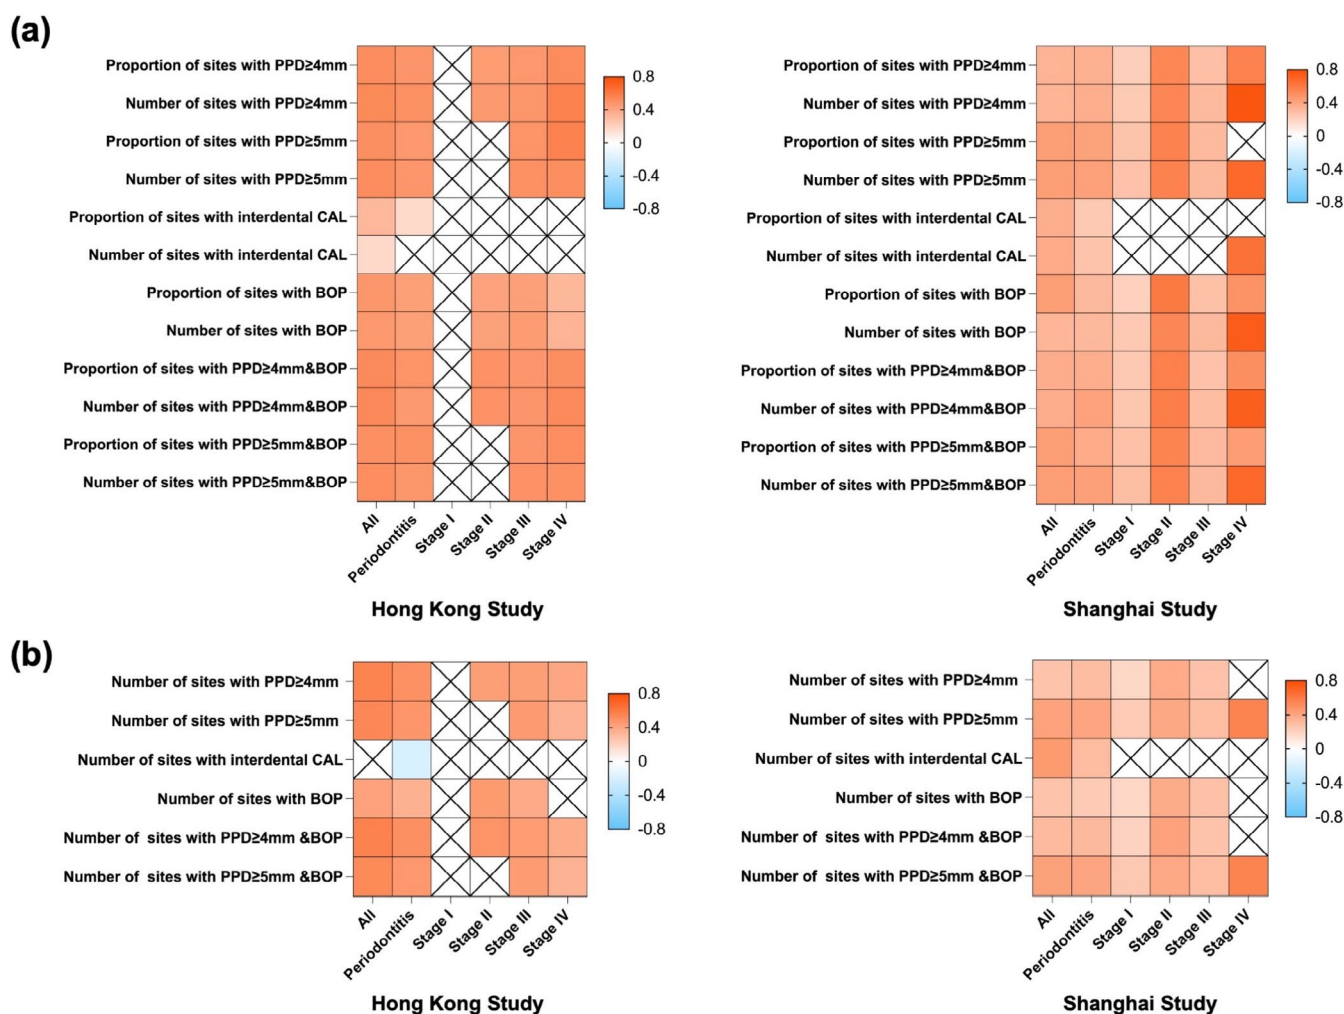 (a)
Proportion of sites with PPD≥4mm
Number of sites with PPD≥4mm
Proportion of sites with PPD≥5mm
Number of sites with PPD≥5mm
Proportion of sites with interdental CAL
Number of sites with interdental CAL
Proportion of sites with BOP
Number of sites with BOP
Proportion of sites with PPD≥4mm&BOP
Number of sites with PPD≥4mm&BOP
Proportion of sites with PPD≥5mm&BOP
Number of sites with PPD≥5mm&BOP
All
Periodontitis
Stage I
Stage II
Stage III
Stage IV
0.8
0.4
0
-0.4
-0.8
Hong Kong Study
Proportion of sites with PPD≥4mm
Number of sites with PPD≥4mm
Proportion of sites with PPD≥5mm
Number of sites with PPD≥5mm
Proportion of sites with interdental CAL
Number of sites with interdental CAL
Proportion of sites with BOP
Number of sites with BOP
Proportion of sites with PPD≥4mm&BOP
Number of sites with PPD≥4mm&BOP
Proportion of sites with PPD≥5mm&BOP
Number of sites with PPD≥5mm&BOP
All
Periodontitis
Stage I
Stage II
Stage III
Stage IV
0.8
0.4
0
-0.4
-0.8
Shanghai Study
(b)
Number of sites with PPD≥4mm
Number of sites with PPD≥5mm
Number of sites with interdental CAL
Number of sites with BOP
Number of  sites with PPD≥4mm &BOP
Number of  sites with PPD≥5mm &BOP
All
Periodontitis
Stage I
Stage II
Stage III
Stage IV
0.8
0.4
0
-0.4
-0.8
Hong Kong Study
Number of sites with PPD≥4mm
Number of sites with PPD≥5mm
Number of sites with interdental CAL
Number of sites with BOP
Number of  sites with PPD≥4mm &BOP
Number of  sites with PPD≥5mm &BOP
All
Periodontitis
Stage I
Stage II
Stage III
Stage IV
0.8
0.4
0
-0.4
-0.8
Shanghai Study